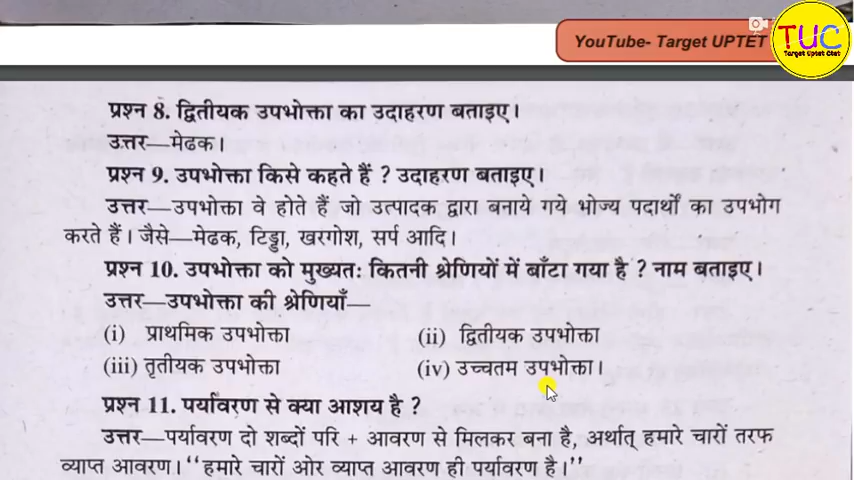 YouTube- Target UPTET
TUC
Target Uptet Ctet
प्रश्न 8. द्वितीयक उपभोक्ता का उदाहरण बताइए।
उत्तर—मेढक।
प्रश्न 9. उपभोक्ता किसे कहते हैं ? उदाहरण बताइए।
उत्तर—उपभोक्ता वे होते हैं जो उत्पादक द्वारा बनाये गये भोज्य पदार्थों का उपभोग
करते हैं। जैसे—मेढक, टिड्डा, खरगोश, सर्प आदि।
प्रश्न 10. उपभोक्ता को मुख्यतः कितनी श्रेणियों में बाँटा गया है ? नाम बताइए।
उत्तर—उपभोक्ता की श्रेणियाँ—
(i) प्राथमिक उपभोक्ता (ii) द्वितीयक उपभोक्ता
(iii) तृतीयक उपभोक्ता (iv) उच्चतम उपभोक्ता।
प्रश्न 11. पर्यावरण से क्या आशय है ?
उत्तर—पर्यावरण दो शब्दों परि + आवरण से मिलकर बना है, अर्थात् हमारे चारों तरफ
व्याप्त आवरण। “हमारे चारों ओर व्याप्त आवरण ही पर्यावरण है।”